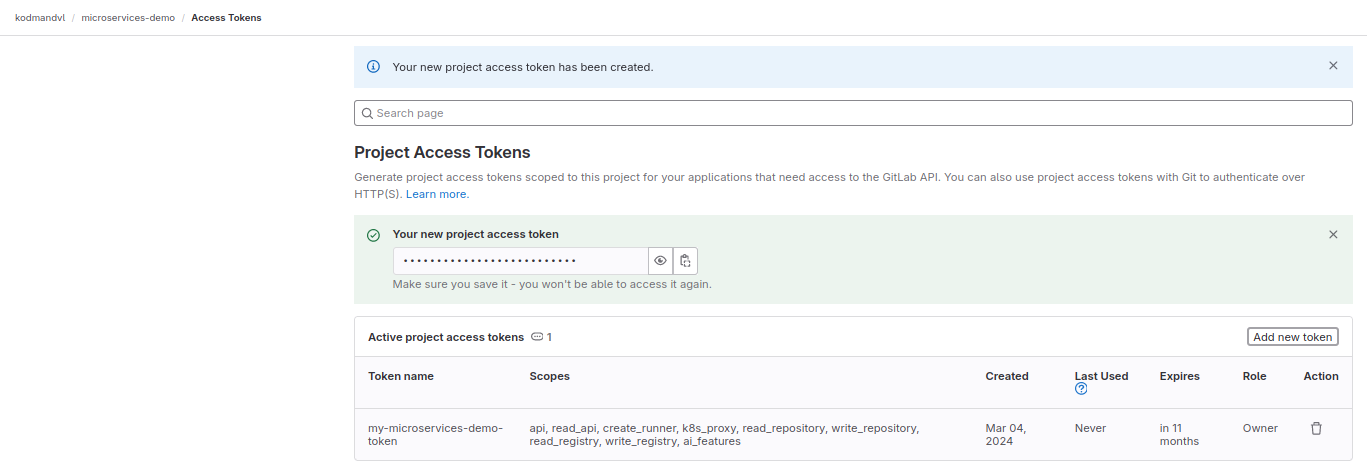 kodmandvl / microservices-demo / Access Tokens
Your new project access token has been created.
Search page
Project Access Tokens
Generate project access tokens scoped to this project for your applications that need access to the GitLab API. You can also use project access tokens with Git to authenticate over
HTTP(S). Learn more.
Your new project access token
••••••••••••••••••••••••••
Make sure you save it - you won't be able to access it again.
Active project access tokens 1
Add new token
Token name Scopes Created Last Used Expires Role Action
my-microservices-demo- api, read_api, create_runner, k8s_proxy, read_repository, write_repository, Mar 04, Never in 11 Owner
token read_registry, write_registry, ai_features 2024 months